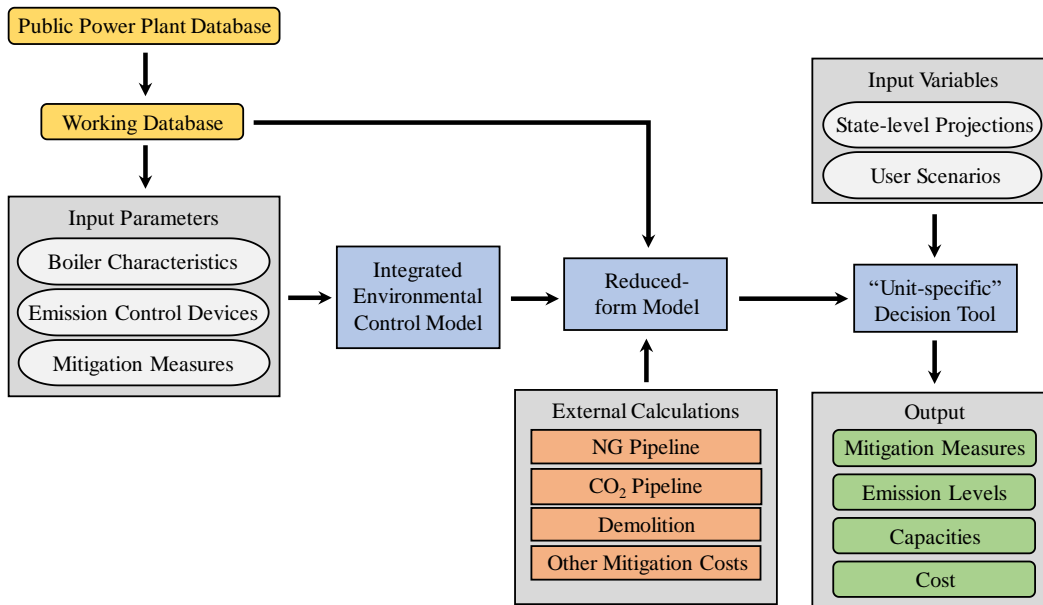 Public Power Plant Database
Working Database
Input Parameters
Boiler Characteristics
Emission Control Devices
Mitigation Measures
Integrated
Environmental
Control Model
Reduced-
form Model
External Calculations
NG Pipeline
CO₂ Pipeline
Demolition
Other Mitigation Costs
Input Variables
State-level Projections
User Scenarios
“Unit-specific”
Decision Tool
Output
Mitigation Measures
Emission Levels
Capacities
Cost